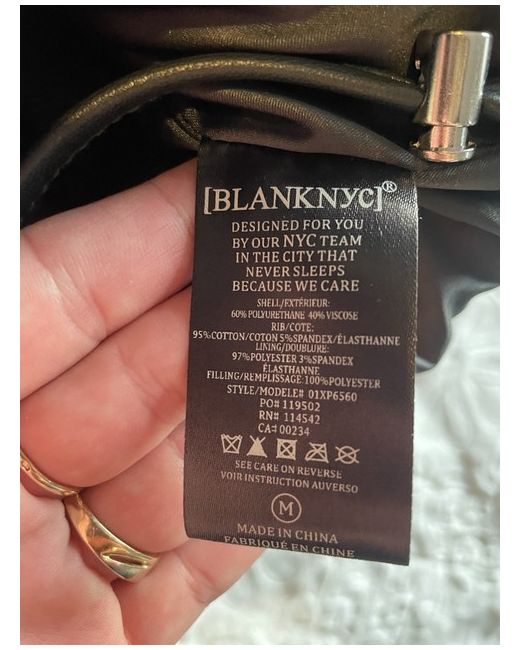 [BLANKNYC]®
DESIGNED FOR YOU
BY OUR NYC TEAM
IN THE CITY THAT
NEVER SLEEPS
BECAUSE WE CARE
SHELL/EXTÉRIEUR:
60% POLYURETHANE 40% VISCOSE
RIB/COTE:
95%COTTON/COTON 5%SPANDEX/ÉLASTHANNE
LINING/DOUBLURE:
97%POLYESTER 3%SPANDEX
ÉLASTHANNE
FILLING/REMPLISSAGE:100%POLYESTER
STYLE/MODELE# 01XP6560
PO# 119502
RN# 114542
CA# 00234
SEE CARE ON REVERSE
VOIR INSTRUCTION AUVERSO
M
MADE IN CHINA
FABRIQUÉ EN CHINE